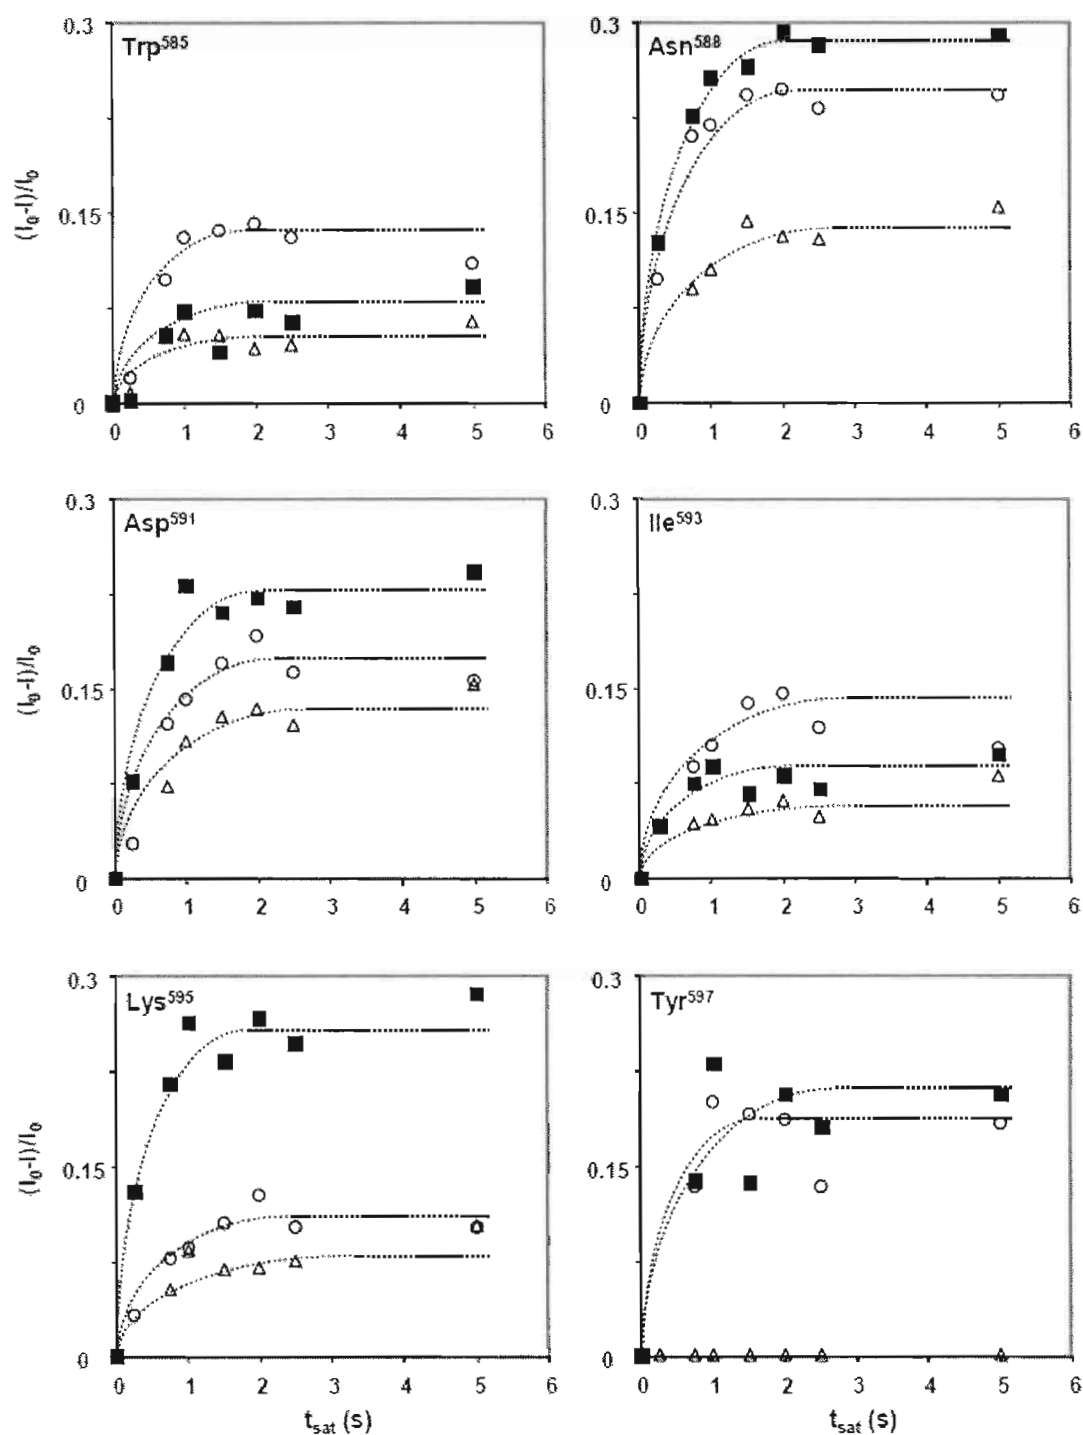 0.3 Trp585 Asn588 0.3
(I0-I)/I0
0.15 0.15
0 0
0 1 2 3 4 5 6 0 1 2 3 4 5 6
0.3 Asp591 Ile593 0.3
(I0-I)/I0
0.15 0.15
0 0
0 1 2 3 4 5 6 0 1 2 3 4 5 6
0.3 Lys595 Tyr597 0.3
(I0-I)/I0
0.15 0.15
0 0
0 1 2 3 4 5 6 0 1 2 3 4 5 6
tsat (s) tsat (s)